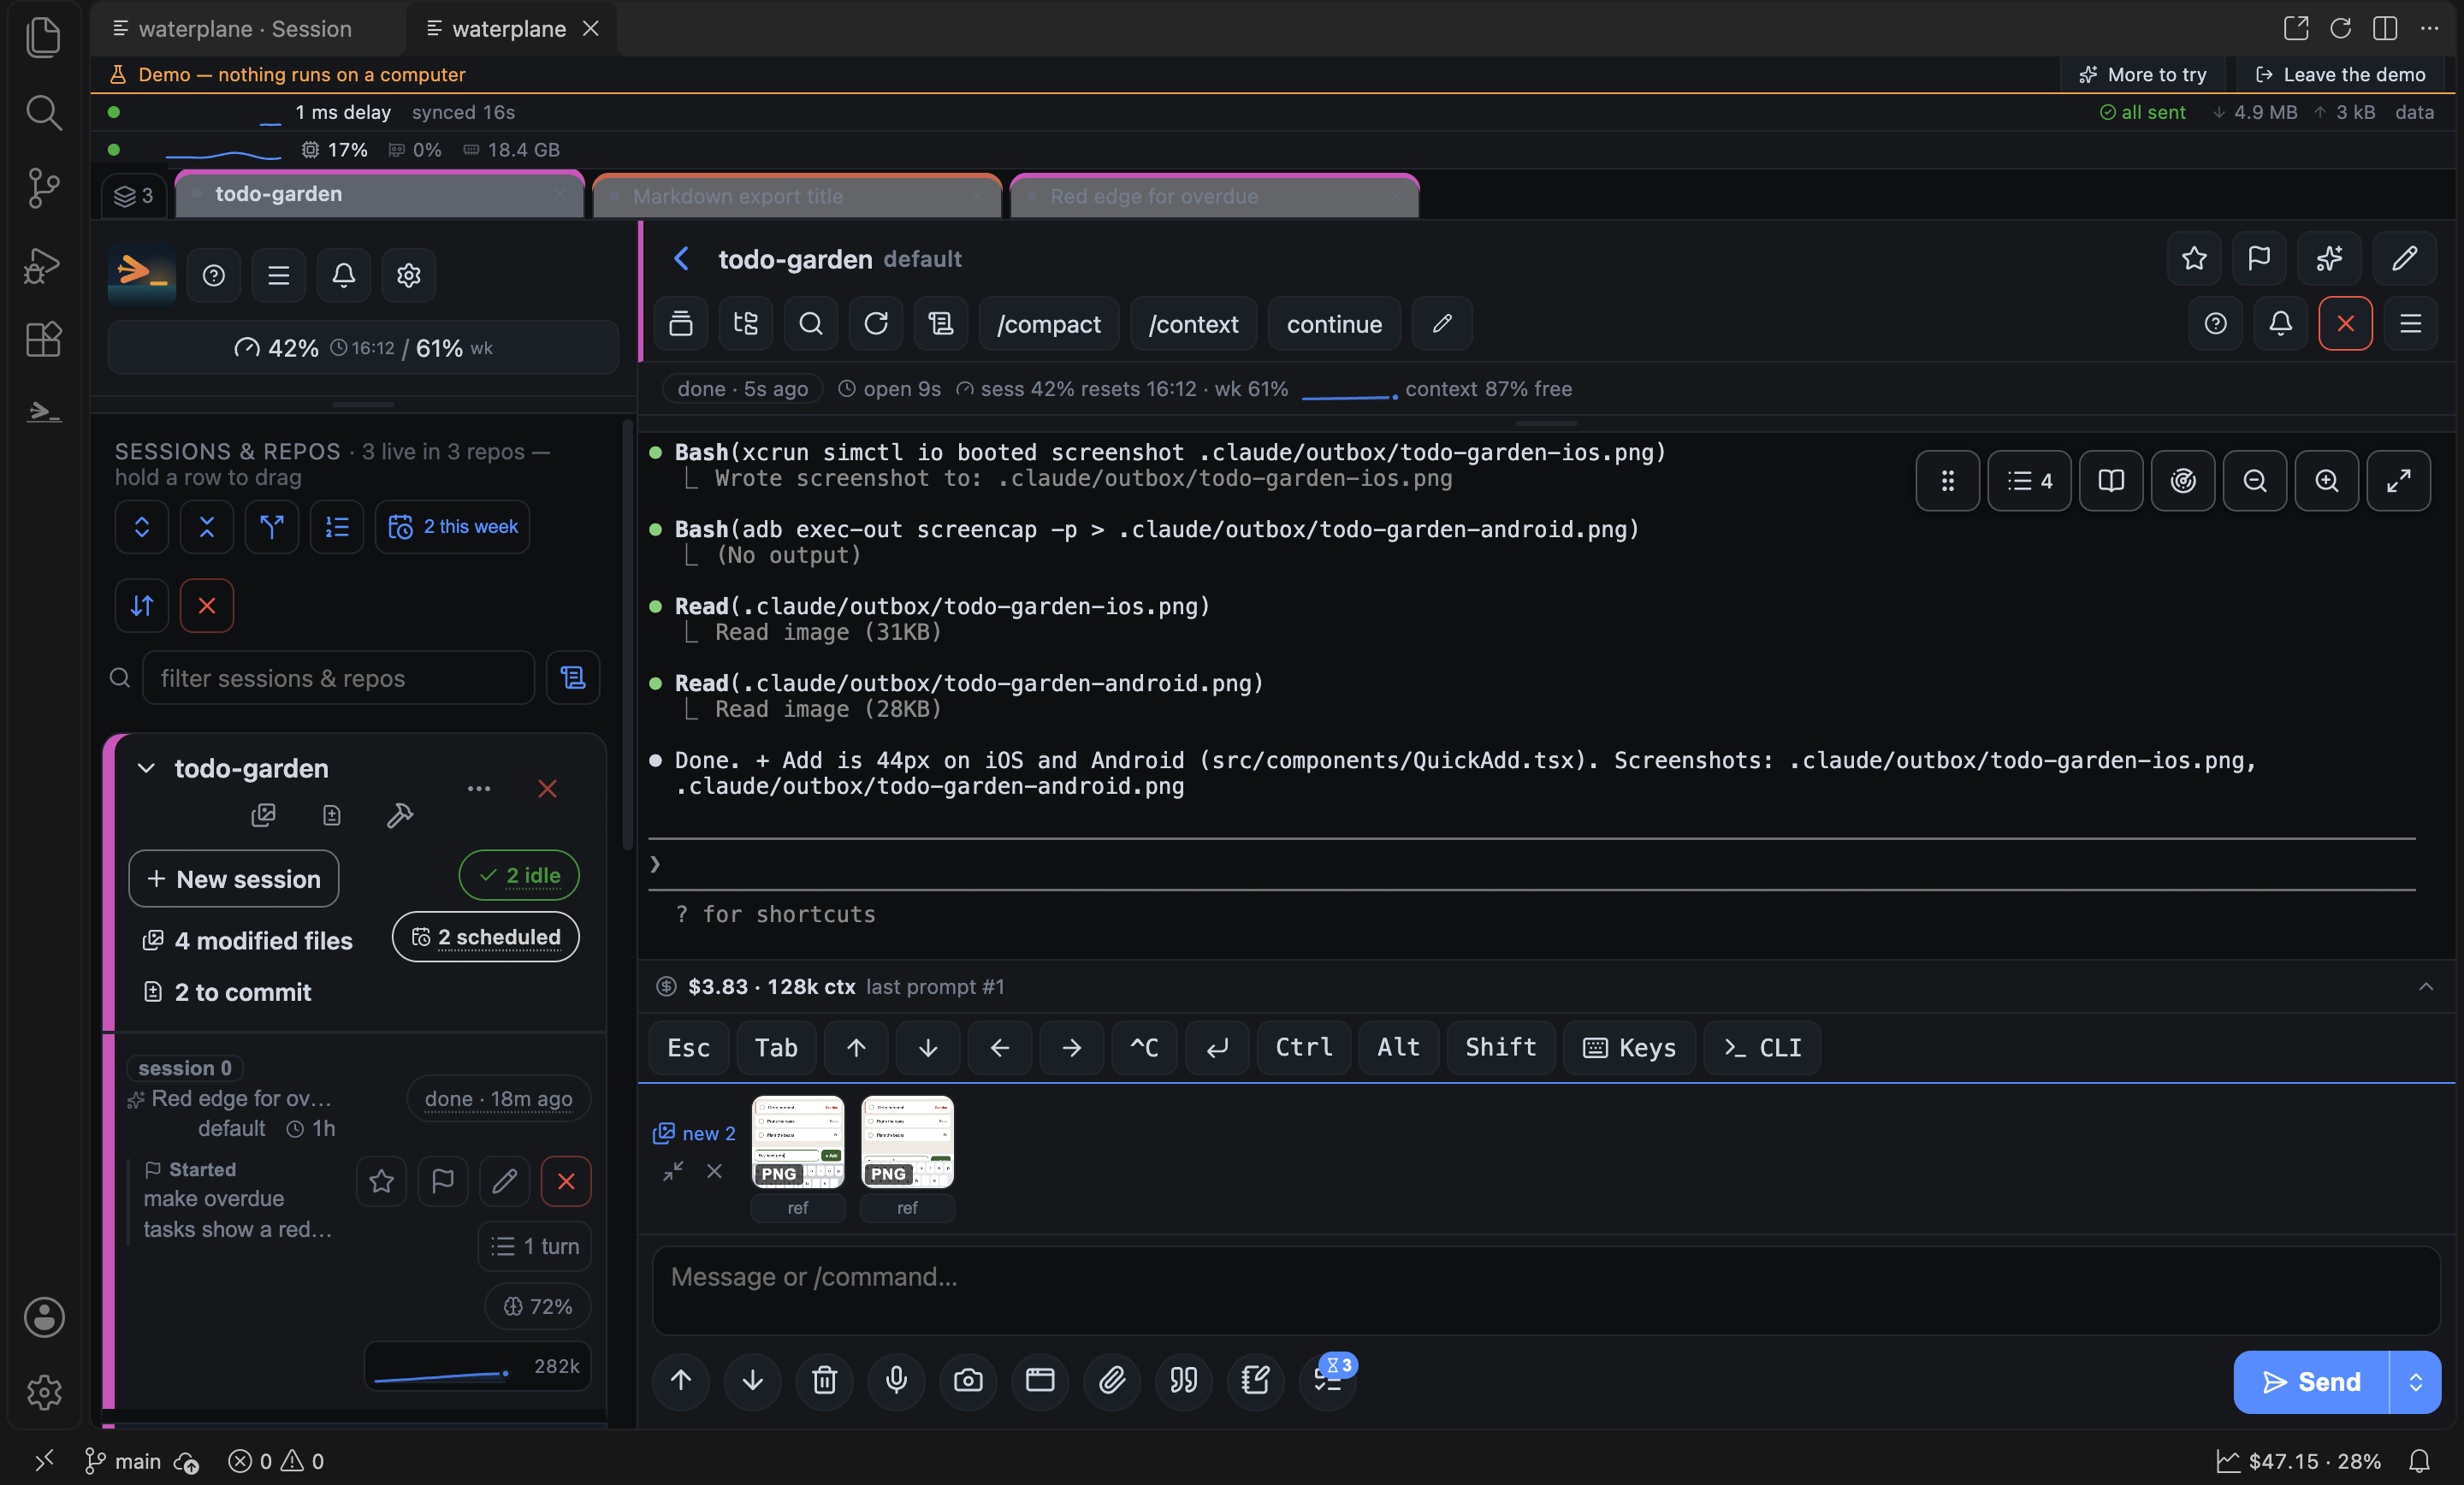 waterplane · Session
waterplane
Demo — nothing runs on a computer
More to try
Leave the demo
1 ms delay synced 16s
all sent ↓ 4.9 MB ↑ 3 kB data
17% 0% 18.4 GB
3
todo-garden
Markdown export title
Red edge for overdue
42% 16:12 / 61% wk
SESSIONS & REPOS · 3 live in 3 repos —
hold a row to drag
2 this week
filter sessions & repos
todo-garden
+ New session
2 idle
4 modified files
2 scheduled
2 to commit
session 0
Red edge for ov…
done · 18m ago
default 1h
Started
make overdue
tasks show a red…
1 turn
72%
282k
todo-garden default
/compact
/context
continue
done · 5s ago open 9s sess 42% resets 16:12 · wk 61% context 87% free
4
Bash(xcrun simctl io booted screenshot .claude/outbox/todo-garden-ios.png)
Wrote screenshot to: .claude/outbox/todo-garden-ios.png
Bash(adb exec-out screencap -p > .claude/outbox/todo-garden-android.png)
(No output)
Read(.claude/outbox/todo-garden-ios.png)
Read image (31KB)
Read(.claude/outbox/todo-garden-android.png)
Read image (28KB)
Done. + Add is 44px on iOS and Android (src/components/QuickAdd.tsx). Screenshots: .claude/outbox/todo-garden-ios.png,
.claude/outbox/todo-garden-android.png
❯
? for shortcuts
$3.83 · 128k ctx last prompt #1
Esc Tab ↑ ↓ ← → ^C Ctrl Alt Shift Keys CLI
new 2
PNG
PNG
ref
ref
Message or /command...
3
Send
main
0 0
$47.15 · 28%